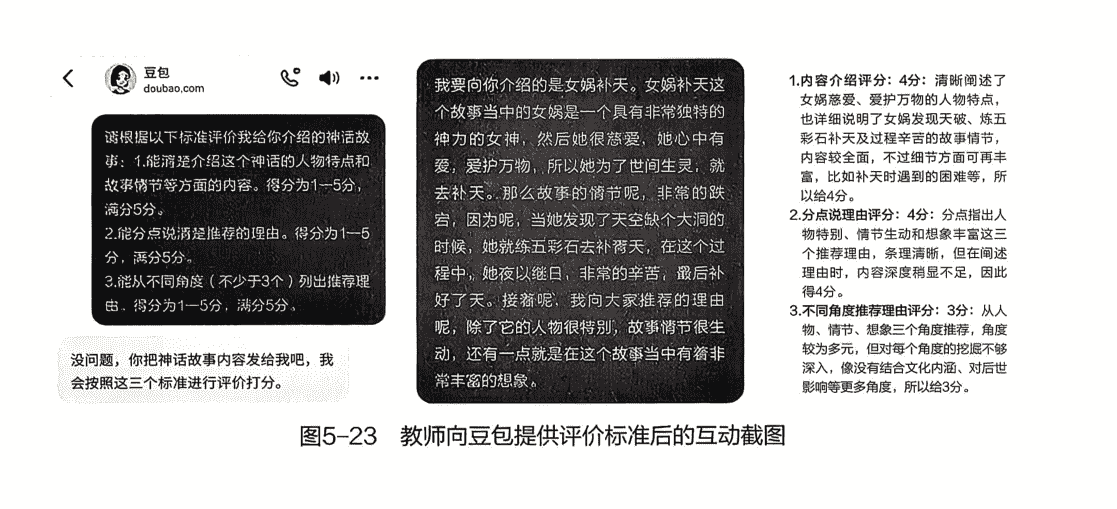 豆包
doubao.com
请根据以下标准评价我给你介绍的神话故
事：1.能清楚介绍这个神话的人物特点和
故事情节等方面的内容。得分为1—5分，
满分5分。
2.能分点说清楚推荐的理由。得分为1—5
分，满分5分。
3.能从不同角度（不少于3个）列出推荐理
由。得分为1—5分，满分5分。
没问题，你把神话故事内容发给我吧，我
会按照这三个标准进行评价打分。
我要向你介绍的是女娲补天。女娲补天这
个故事当中的女娲是一个具有非常独特的
神力的女神，然后她很慈爱，她心中有
爱，爱护万物，所以她为了世间生灵，就
去补天。那么故事的情节呢，非常的跌
宕，因为呢，当她发现了天空缺个大洞的
时候，她就练五彩石去补苍天，在这个过
程中，她夜以继日，非常的辛苦，最后补
好了天。接着呢，我向大家推荐的理由
呢，除了它的人物很特别，故事情节很生
动，还有一点就是在这个故事当中有着非
常丰富的想象。
1.内容介绍评分：4分：清晰阐述了
女娲慈爱、爱护万物的人物特点，
也详细说明了女娲发现天破、炼五
彩石补天及过程辛苦的故事情节，
内容较全面，不过细节方面可再丰
富，比如补天时遇到的困难等，所
以给4分。
2.分点说理由评分：4分：分点指出人
物特别、情节生动和想象丰富这三
个推荐理由，条理清晰，但在阐述
理由时，内容深度稍显不足，因此
得4分。
3.不同角度推荐理由评分：3分：从人
物、情节、想象三个角度推荐，角度
较为多元，但对每个角度的挖掘不够
深入，像没有结合文化内涵、对后世
影响等更多角度，所以给3分。
图5-23 教师向豆包提供评价标准后的互动截图